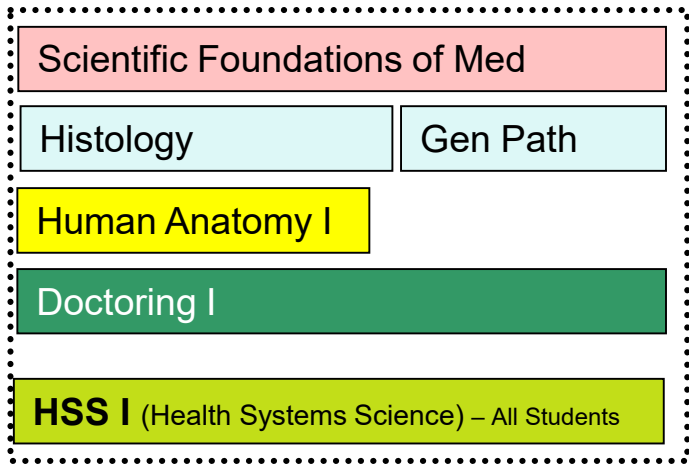 Scientific Foundations of Med
Histology Gen Path
Human Anatomy I
Doctoring I
HSS I (Health Systems Science) – All Students